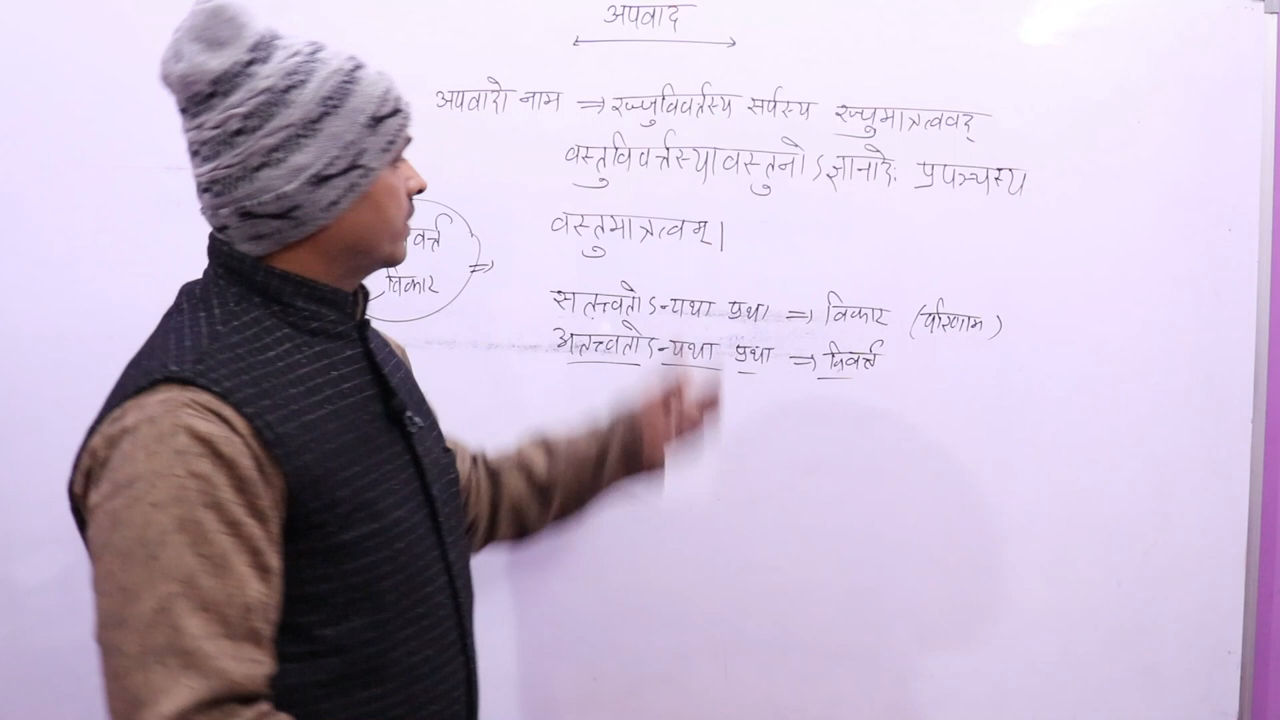 अपवाद
अपवादो नाम ⇒ रज्जुविवर्तस्य सर्पस्य रज्जुमात्रत्ववद्
वस्तुविवर्त्तस्यावस्तुनोऽज्ञानादेः प्रपञ्चस्य
वस्तुमात्रत्वम्।
वर्त्त
विकार ⇒
सतत्त्वतोऽन्यथा प्रथा ⇒ विकार (परिणाम)
अतत्त्वतोऽन्यथा प्रथा ⇒ विवर्त्त